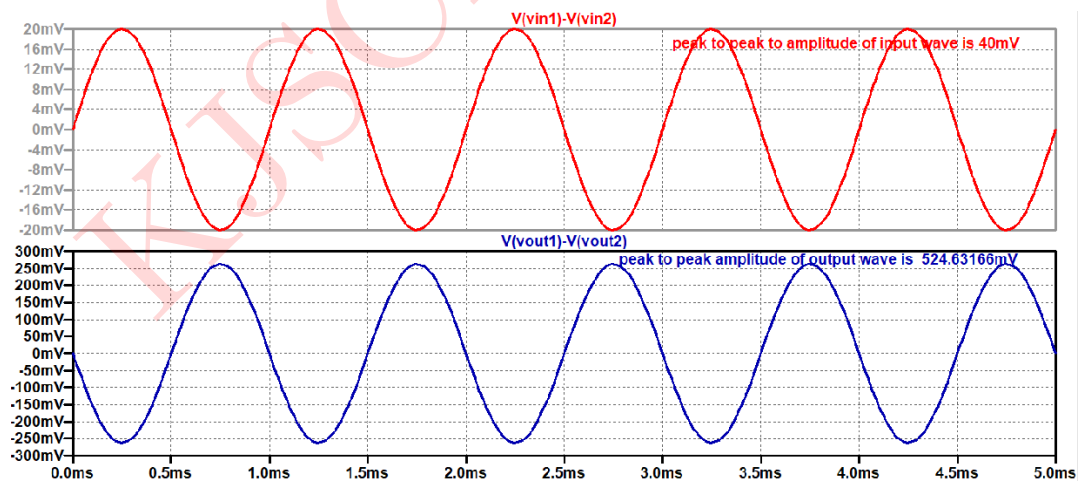 V(vin1)-V(vin2)
peak to peak to amplitude of input wave is 40mV
20mV
16mV
12mV
8mV
4mV
0mV
-4mV
-8mV
-12mV
-16mV
-20mV
V(vout1)-V(vout2)
peak to peak amplitude of output wave is 524.63166mV
300mV
250mV
200mV
150mV
100mV
50mV
0mV
-50mV
-100mV
-150mV
-200mV
-250mV
-300mV
0.0ms 0.5ms 1.0ms 1.5ms 2.0ms 2.5ms 3.0ms 3.5ms 4.0ms 4.5ms 5.0ms
KJSC